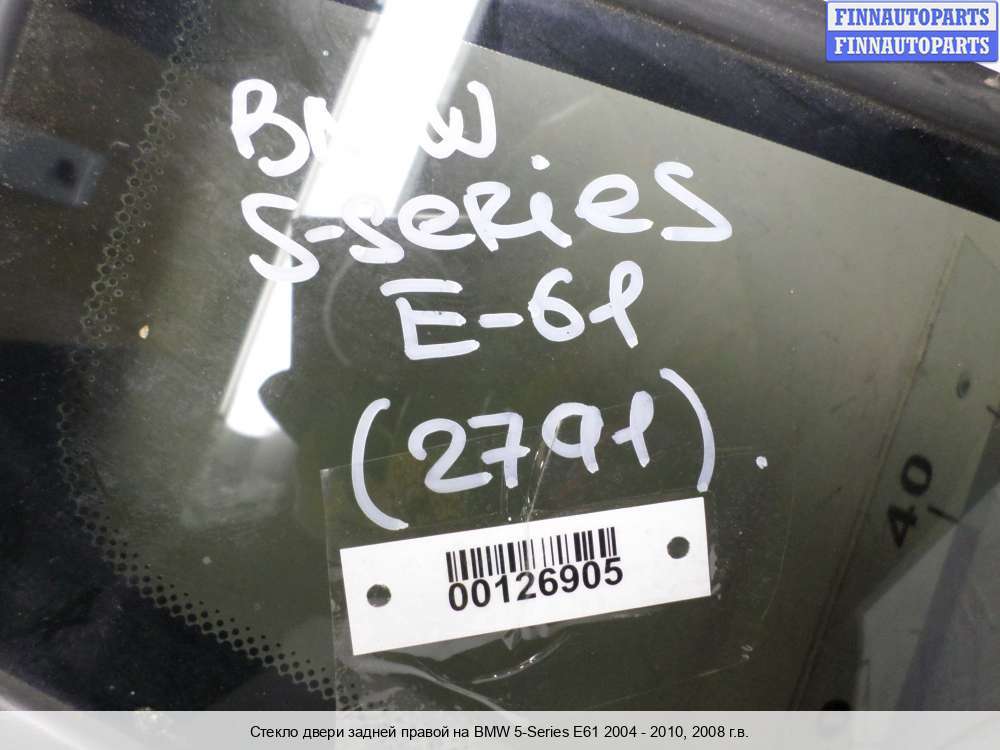 FINNAUTOPARTS
FINNAUTOPARTS
BMW
5-series
E-61
(2791).
00126905
40
Стекло двери задней правой на BMW 5-Series E61 2004 - 2010, 2008 г.в.